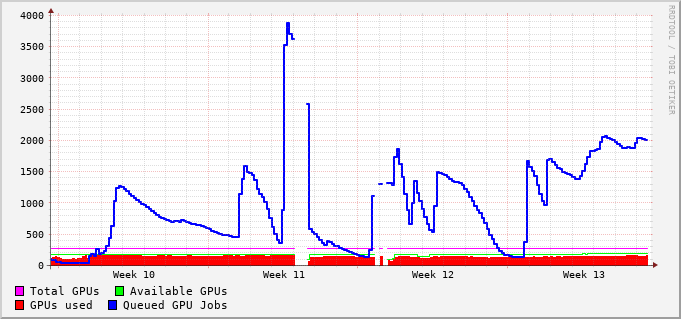 4000
3500
3000
2500
2000
1500
1000
500
0
Week 10 Week 11 Week 12 Week 13
Total GPUs Available GPUs
GPUs used Queued GPU Jobs
RRDTOOL / TOBI OETIKER